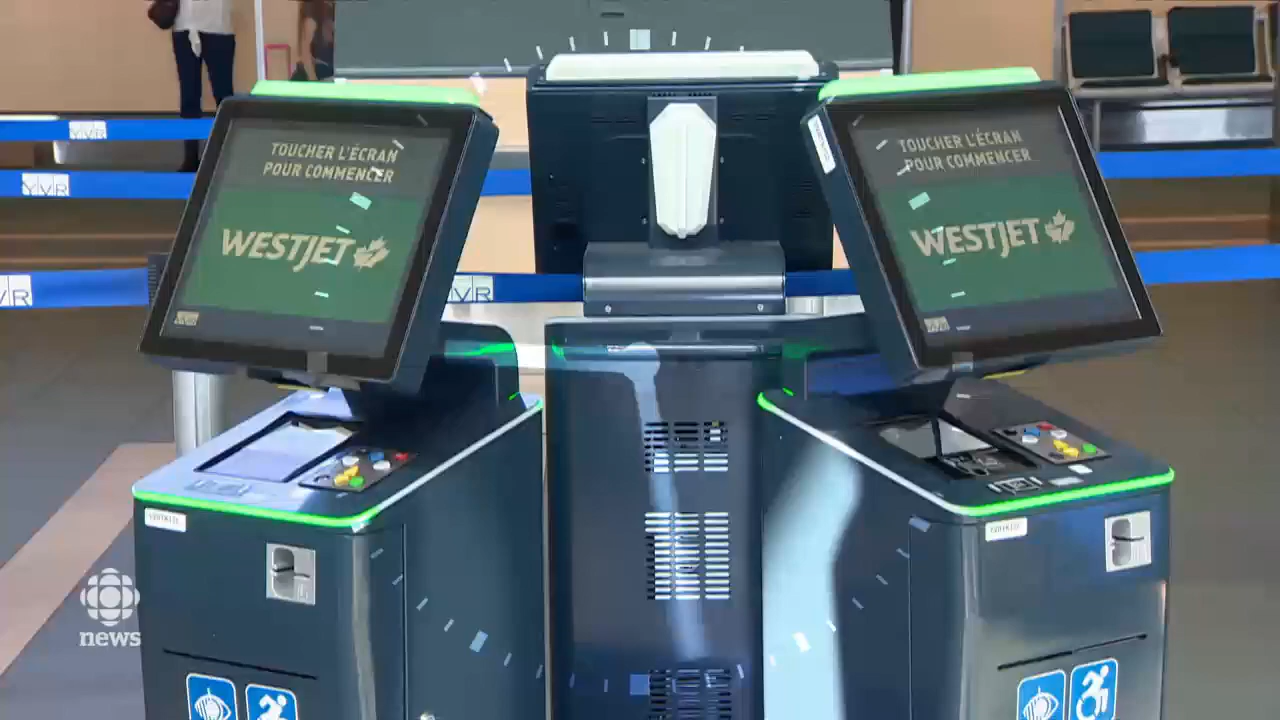 TOUCHER L'ÉCRAN
POUR COMMENCER
WESTJET
TOUCHER L'ÉCRAN
POUR COMMENCER
WESTJET
YVR
YVR
YVR
YVR
news